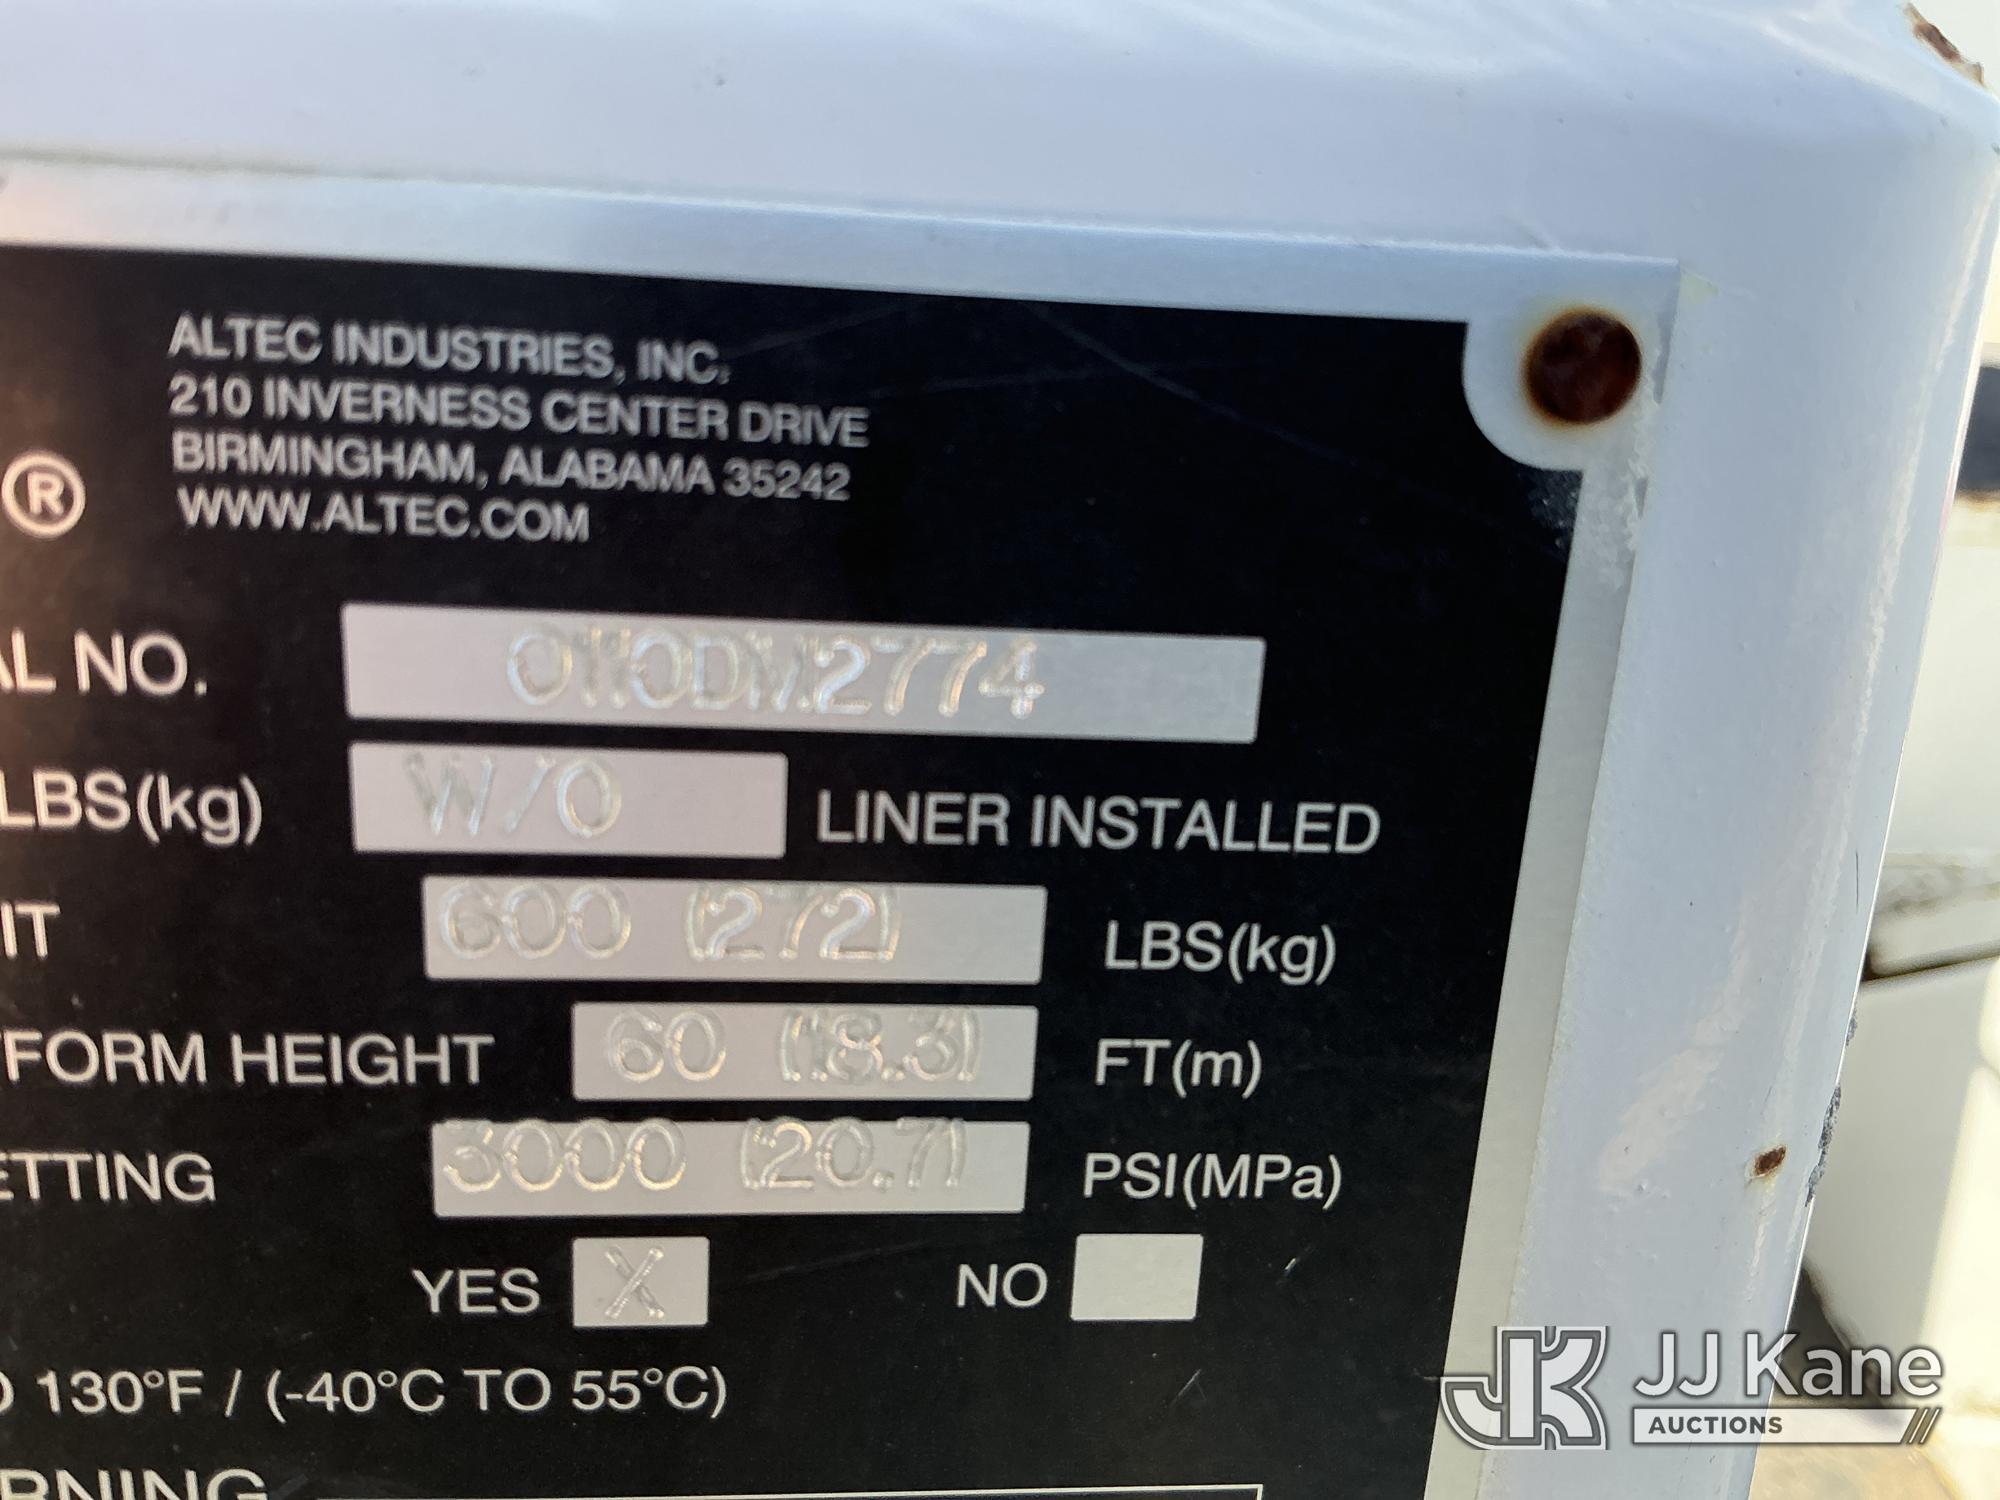 ALTEC INDUSTRIES, INC.
210 INVERNESS CENTER DRIVE
BIRMINGHAM, ALABAMA 35242
WWW.ALTEC.COM
®
AL NO. 0110DM2774
LBS(kg) W/O LINER INSTALLED
IT 600 (272) LBS(kg)
FORM HEIGHT 60 (18.3) FT(m)
ETTING 3000 (20.7) PSI(MPa)
YES X NO
130°F / (-40°C TO 55°C)
RNING
JK JJ Kane
AUCTIONS